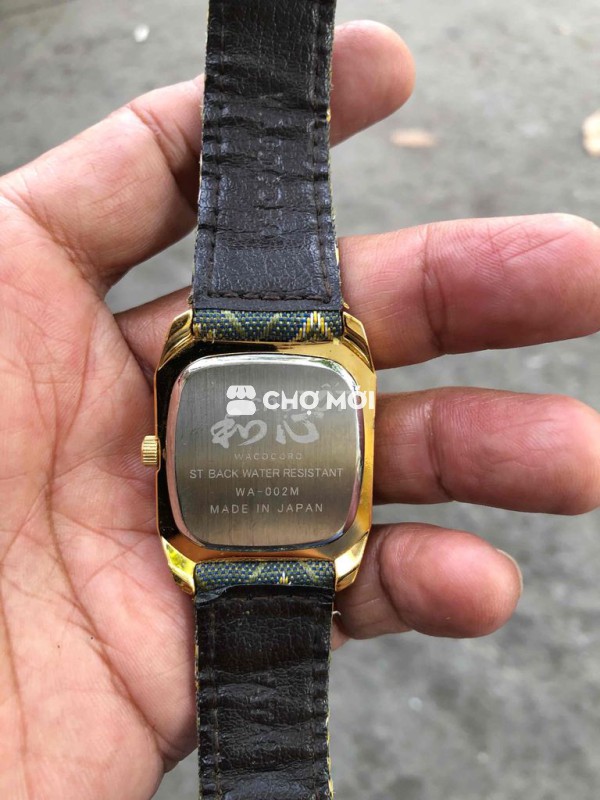 CHỢ MỚI
和心
WACOCORO
ST BACK WATER RESISTANT
WA-002M
MADE IN JAPAN